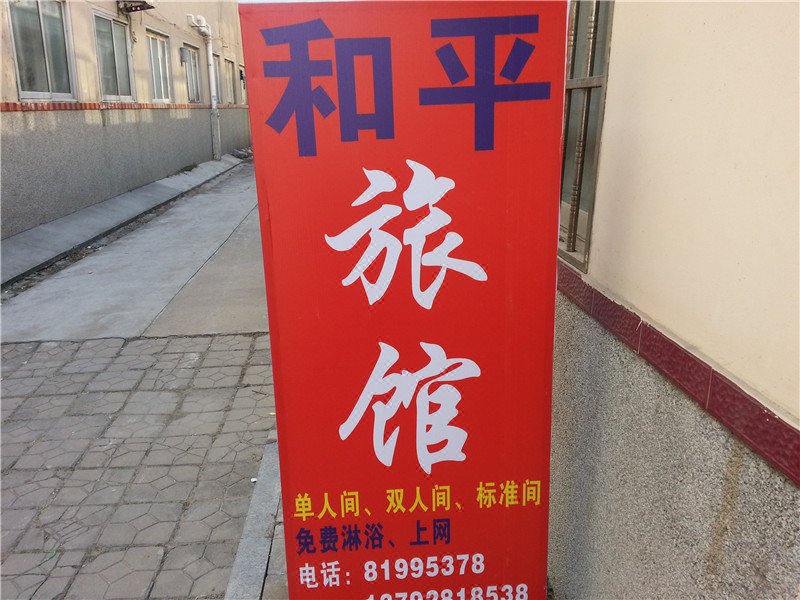 和平
旅
馆
单人间、双人间、标准间
免费淋浴、上网
电话：81995378
13792818538